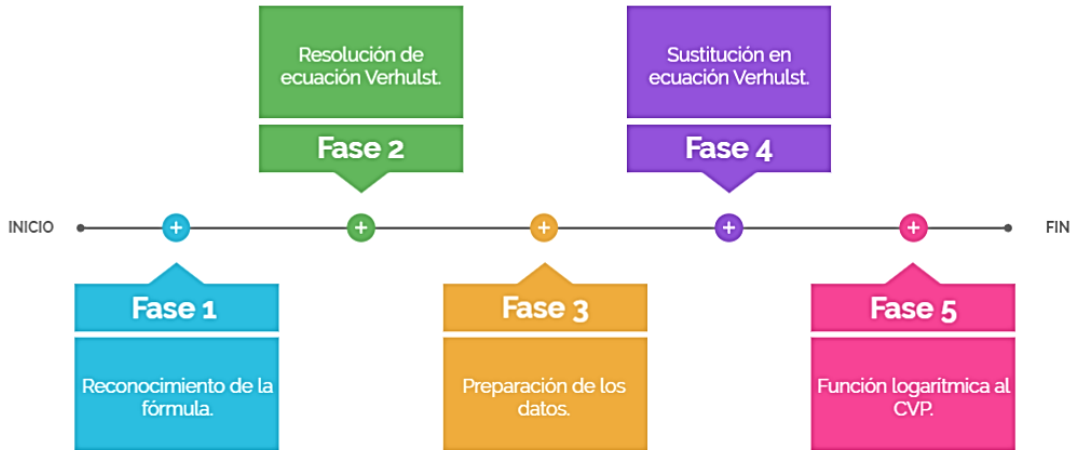 INICIO
Fase 1
Reconocimiento de la
fórmula.
Resolución de
ecuación Verhulst.
Fase 2
Fase 3
Preparación de los
datos.
Sustitución en
ecuación Verhulst.
Fase 4
Fase 5
Función logarítmica al
CVP.
FIN